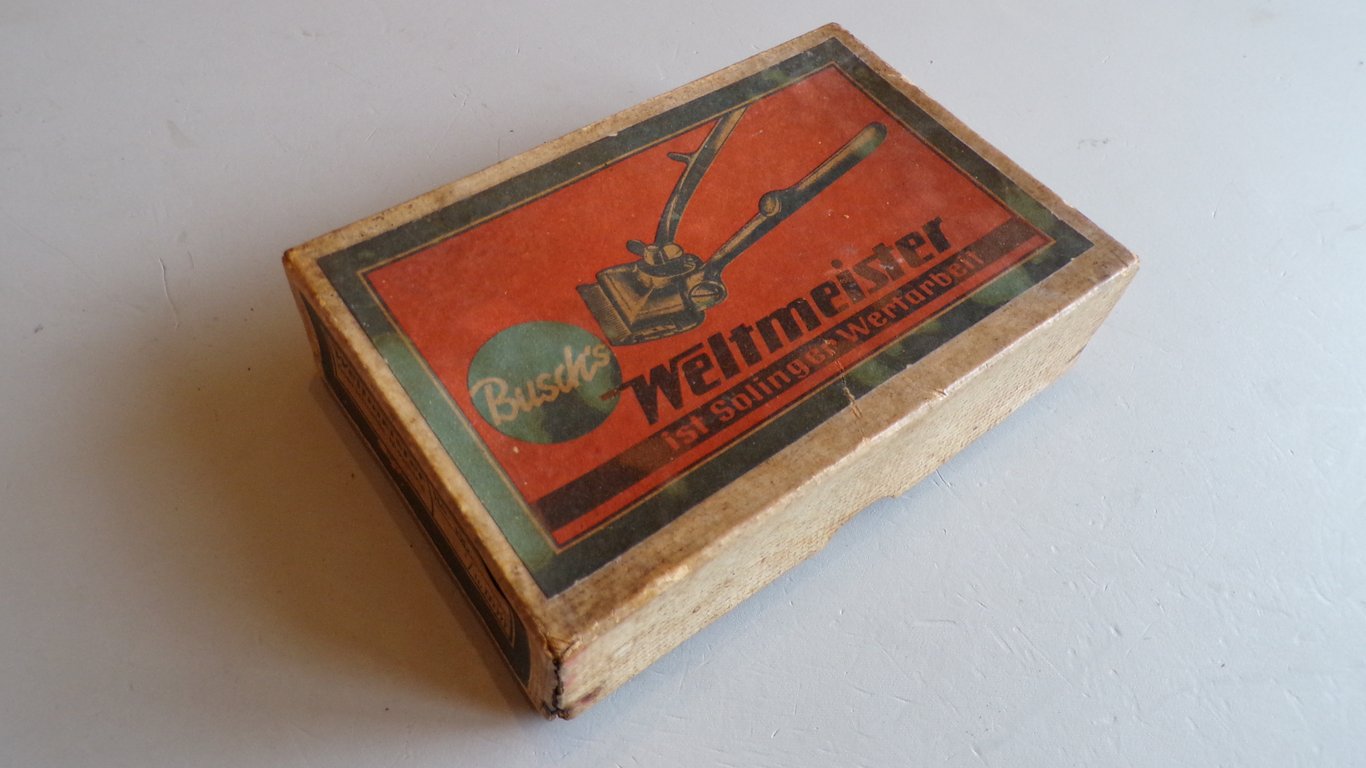 Busch's
Weltmeister
ist Solinger Wertarbeit